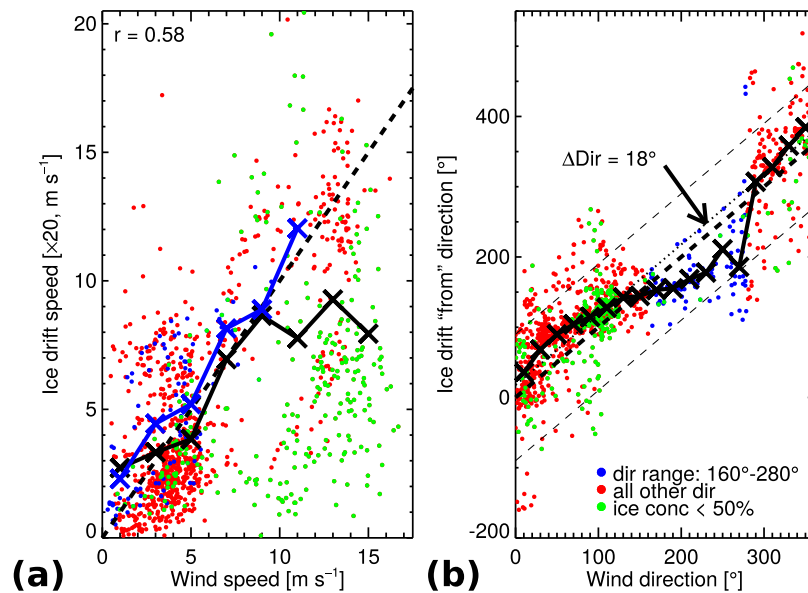 r = 0.58
20
15
10
5
0
Ice drift speed [×20, m s⁻¹]
0 5 10 15
Wind speed [m s⁻¹]
(a)
400
200
0
-200
Ice drift “from” direction [°]
ΔDir = 18°
dir range: 160°-280°
all other dir
ice conc < 50%
0 100 200 300
Wind direction [°]
(b)